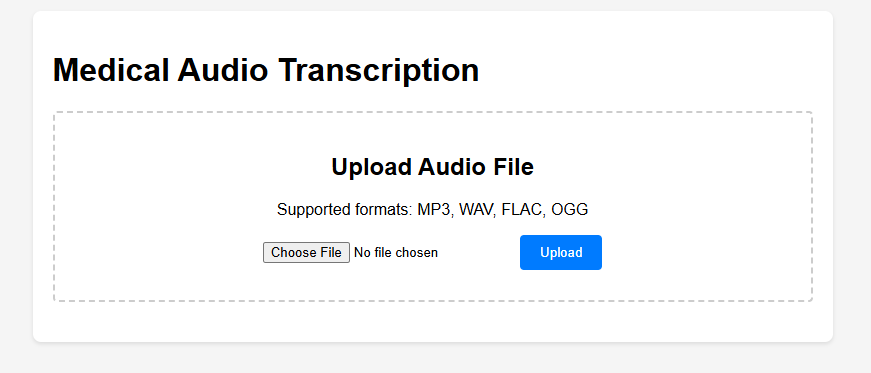 Medical Audio Transcription
Upload Audio File
Supported formats: MP3, WAV, FLAC, OGG
Choose File No file chosen Upload